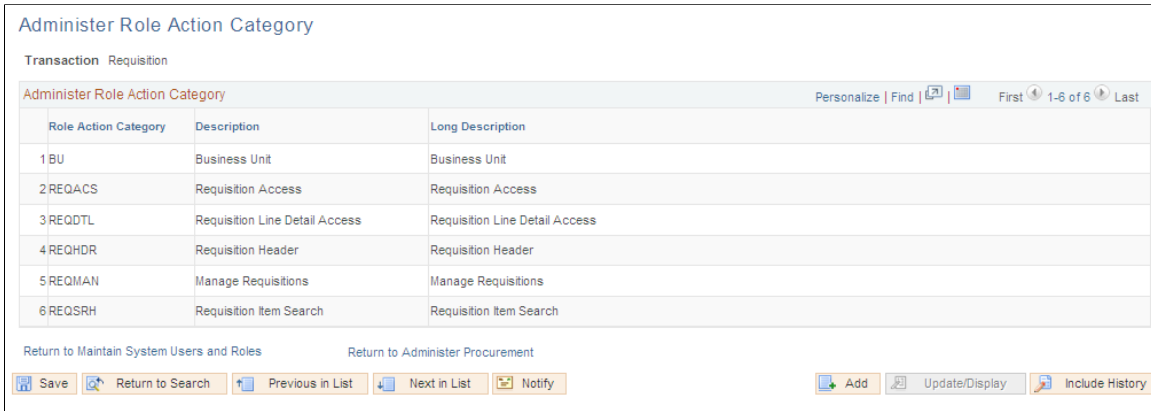 Administer Role Action Category
Transaction Requisition
Administer Role Action Category Personalize | Find | | First 1-6 of 6 Last
Role Action Category Description Long Description
1 BU Business Unit Business Unit
2 REQACS Requisition Access Requisition Access
3 REQDTL Requisition Line Detail Access Requisition Line Detail Access
4 REQHDR Requisition Header Requisition Header
5 REQMAN Manage Requisitions Manage Requisitions
6 REQSRH Requisition Item Search Requisition Item Search
Return to Maintain System Users and Roles Return to Administer Procurement
Save Return to Search Previous in List Next in List Notify Add Update/Display Include History